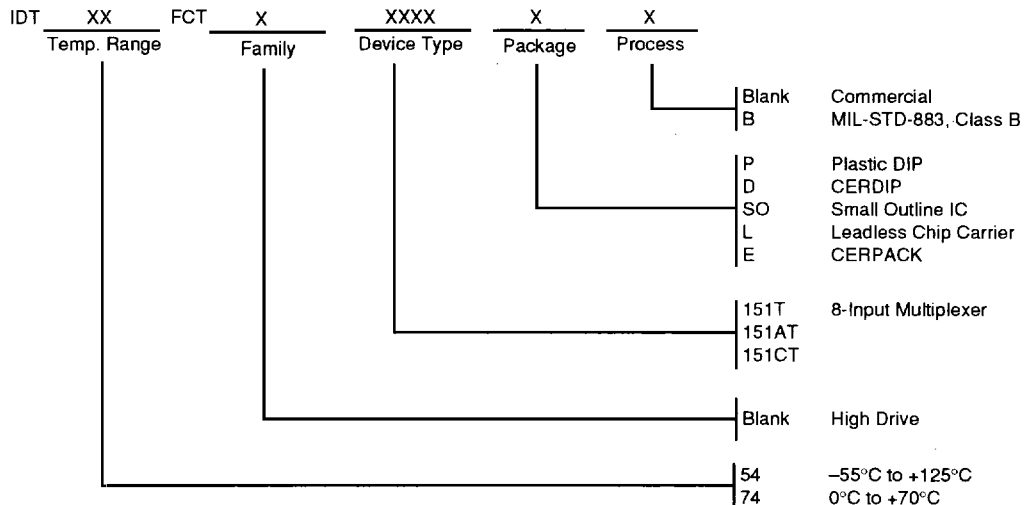 IDT XX FCT X XXXX X X
Temp. Range Family Device Type Package Process
Blank Commercial
B MIL-STD-883, Class B
P Plastic DIP
D CERDIP
SO Small Outline IC
L Leadless Chip Carrier
E CERPACK
151T 8-Input Multiplexer
151AT
151CT
Blank High Drive
54 –55°C to +125°C
74 0°C to +70°C